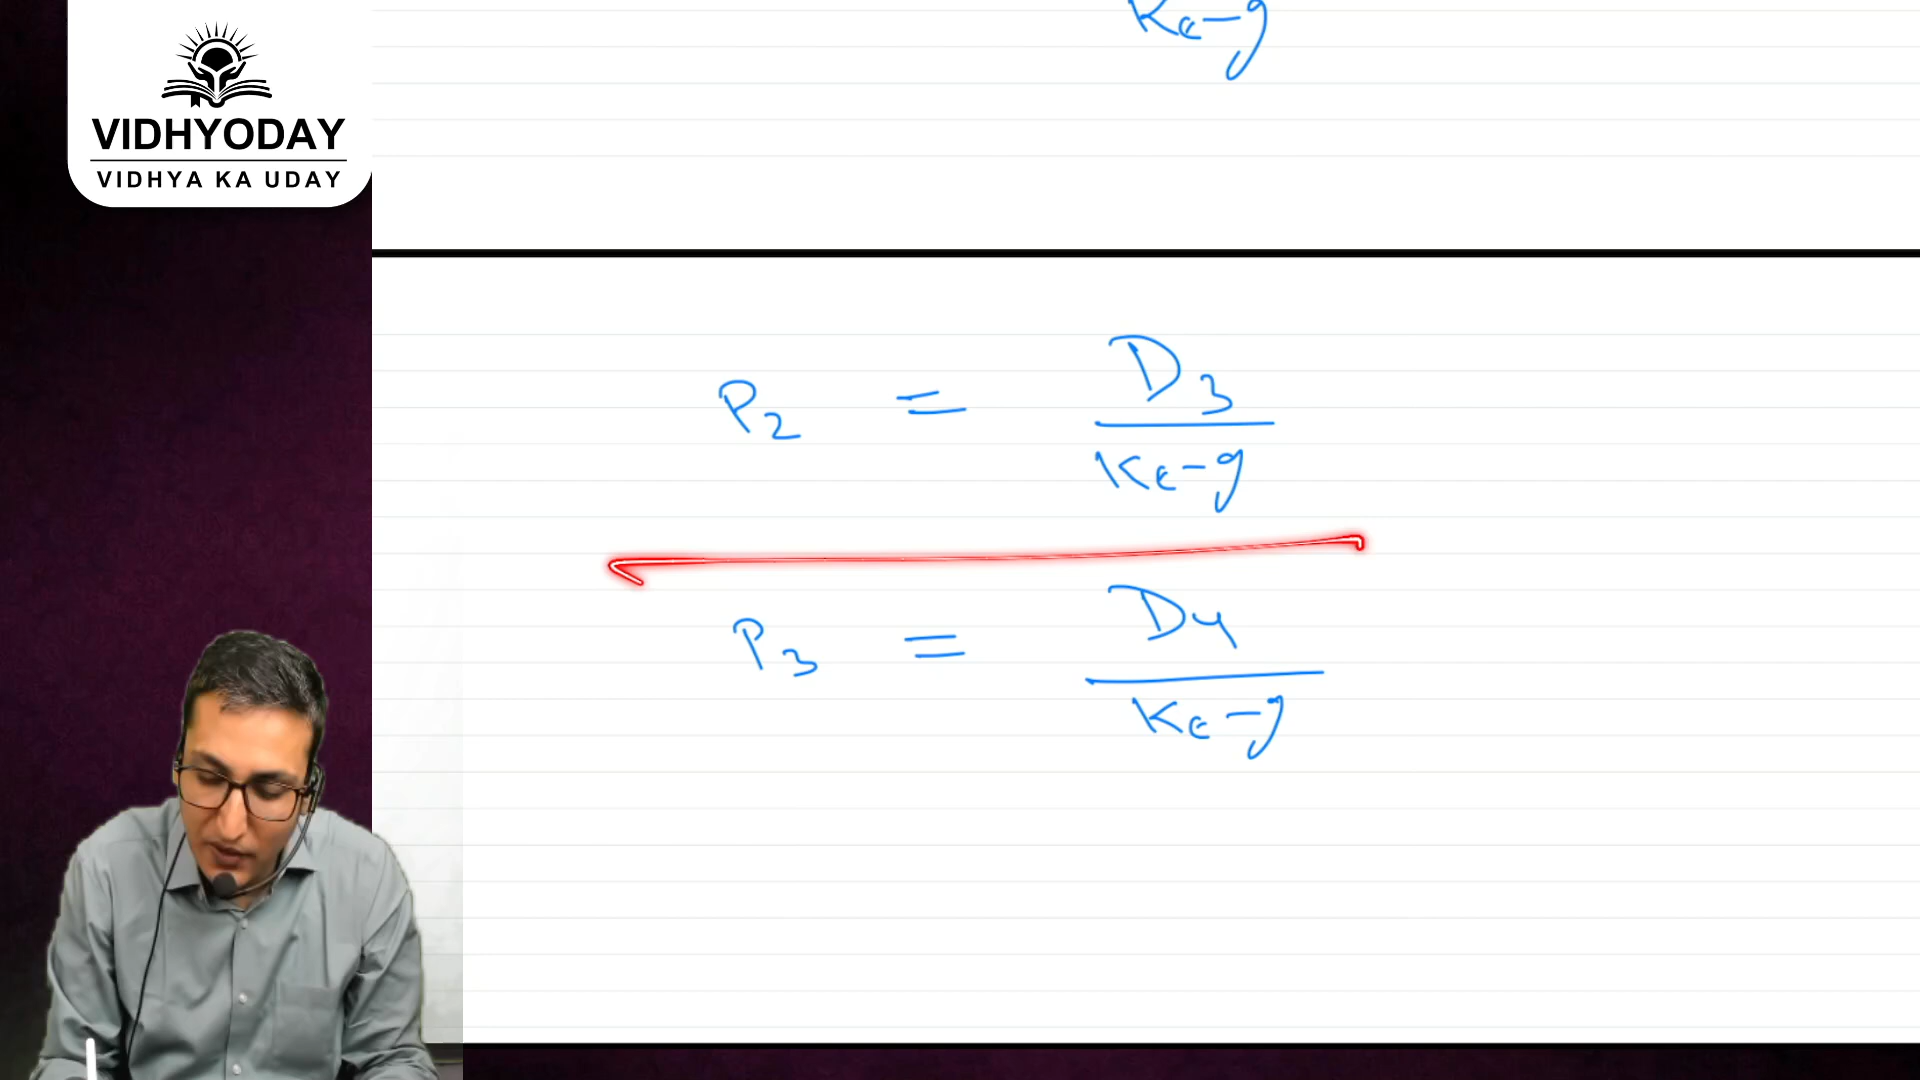 VIDHYODAY
VIDHYA KA UDAY
Ke-g
P2 = D3
Ke-g
P3 = D4
Ke-g